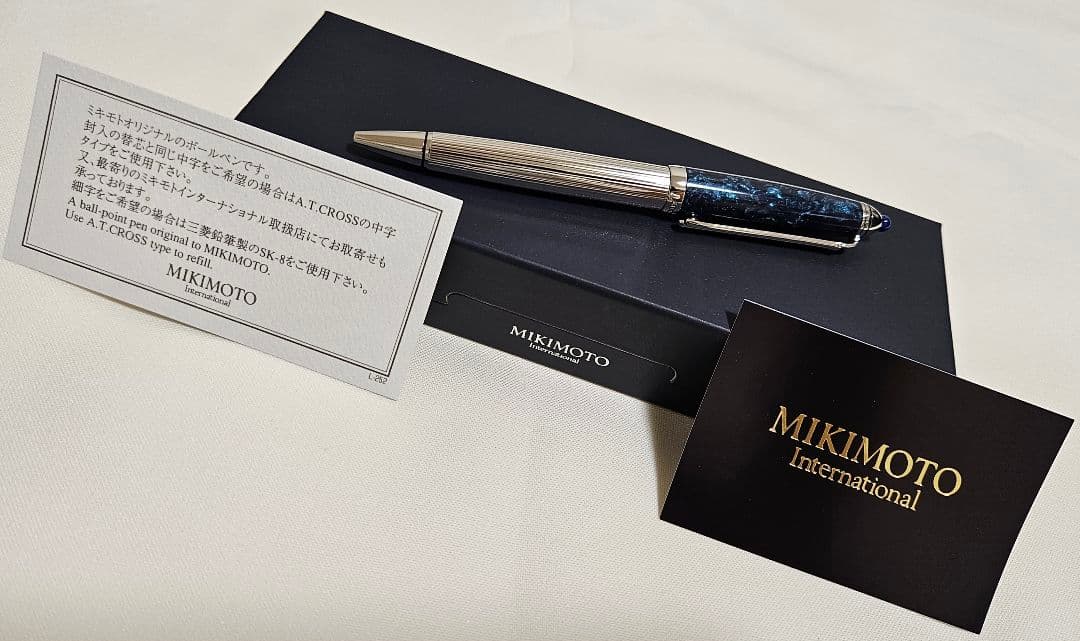 ミキモトオリジナルのボールペンです。
封入の替芯と同じ中字をご希望の場合はA.T.CROSSの中字
タイプをご使用下さい。
又、最寄りのミキモトインターナショナル取扱店にてお取寄せも
承っております。
細字をご希望の場合は三菱鉛筆製のSK-8をご使用下さい。
A ball-point pen original to MIKIMOTO.
Use A.T.CROSS type to refill.
MIKIMOTO
International
L-252
MIKIMOTO
International
MIKIMOTO
International